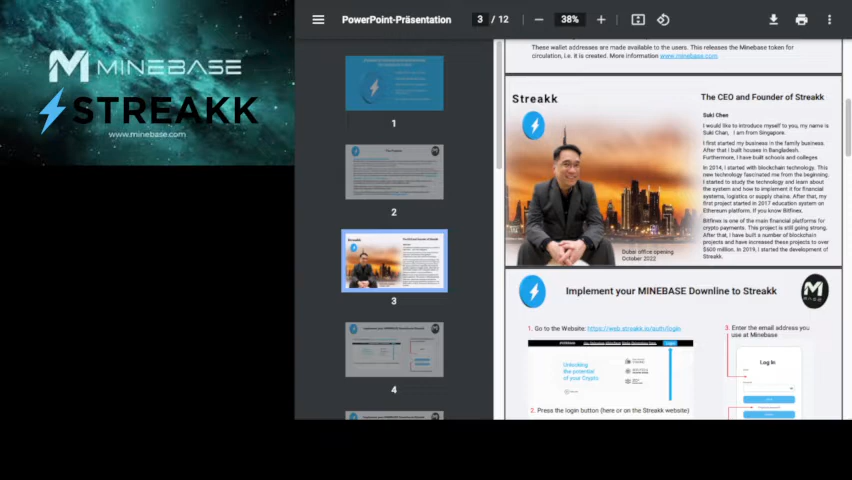 MINEBASE
STREAKK
www.minebase.com
PowerPoint-Präsentation
3 / 12
38%
1
2
3
4
These wallet addresses are made available to the users. This releases the Minebase token for
circulation, i.e. it is created. More information www.minebase.com
Streakk
The CEO and Founder of Streakk
Suki Chen
I would like to introduce myself to you, my name is
Suki Chen, I am from Singapore.
I first started my business in the family business.
After that I built houses in Bangladesh.
Furthermore, I have built schools and colleges
In 2014, I started with blockchain technology. This
new technology fascinated me from the beginning.
I started to study the technology and learn about
the system and how to implement it for financial
systems, logistics or supply chains. After that, my
first project started in 2017 education system on
Ethereum platform. If you know Bitfinex.
Bitfinex is one of the main financial platforms for
crypto payments. This project is still going strong.
After that, I have built a number of blockchain
projects and have increased these projects to over
$600 million. In 2019, I started the development of
Streakk.
Dubai office opening
October 2022
Implement your MINEBASE Downline to Streakk
M
BASE
1. Go to the Website: https://web.streakk.io/auth/login
3. Enter the email address you
use at Minebase
Unlocking
the potential
of your Crypto
Log In
2. Press the login button (here or on the Streakk website)